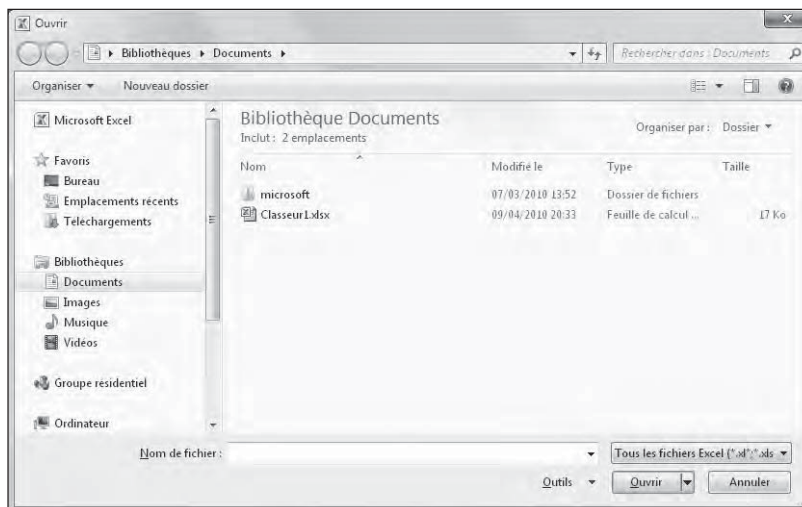 Ouvrir
Bibliothèques Documents
Rechercher dans : Documents
Organiser Nouveau dossier
Microsoft Excel
Favoris
Bureau
Emplacements récents
Téléchargements
Bibliothèques
Documents
Images
Musique
Vidéos
Groupe résidentiel
Ordinateur
Bibliothèque Documents
Inclut : 2 emplacements
Organiser par : Dossier
Nom Modifié le Type Taille
microsoft 07/03/2010 13:52 Dossier de fichiers
Classeur1.xlsx 09/04/2010 20:33 Feuille de calcul ... 17 Ko
Nom de fichier :
Tous les fichiers Excel (*.xl*;*.xls
Outils Ouvrir Annuler